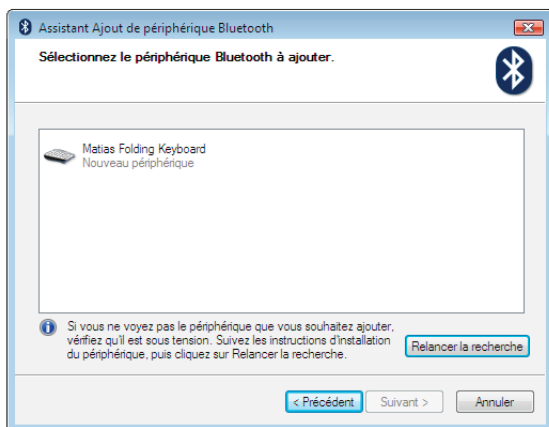 Assistant Ajout de périphérique Bluetooth
Sélectionnez le périphérique Bluetooth à ajouter.
Matias Folding Keyboard
Nouveau périphérique
Si vous ne voyez pas le périphérique que vous souhaitez ajouter,
vérifiez qu'il est sous tension. Suivez les instructions d'installation
du périphérique, puis cliquez sur Relancer la recherche.
Relancer la recherche
< Précédent
Suivant >
Annuler